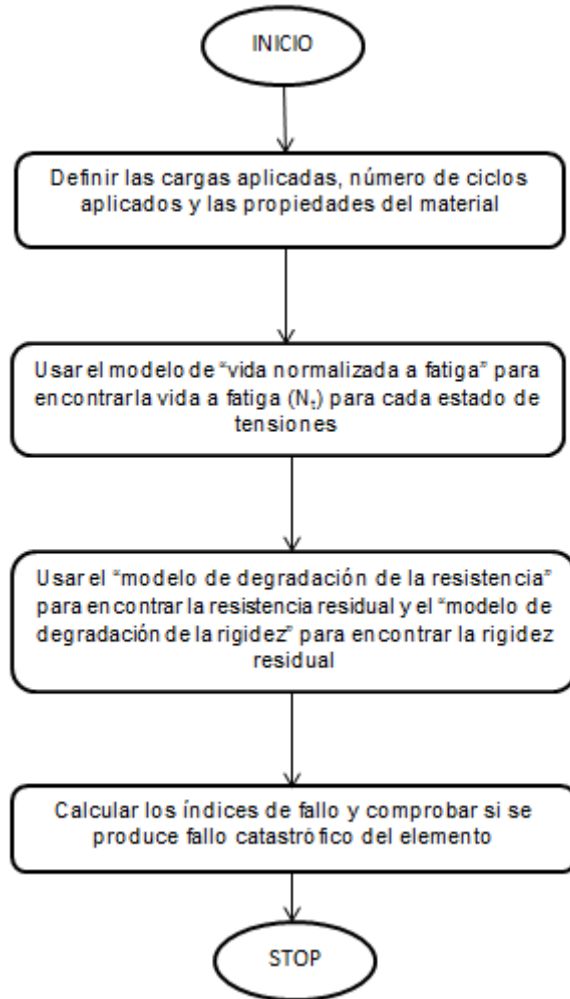 INICIO
Definir las cargas aplicadas, número de ciclos
aplicados y las propiedades del material
Usar el modelo de “vida normalizada a fatiga” para
encontrar la vida a fatiga (Nₜ) para cada estado de
tensiones
Usar el “modelo de degradación de la resistencia”
para encontrar la resistencia residual y el “modelo de
degradación de la rigidez” para encontrar la rigidez
residual
Calcular los índices de fallo y comprobar si se
produce fallo catastrófico del elemento
STOP